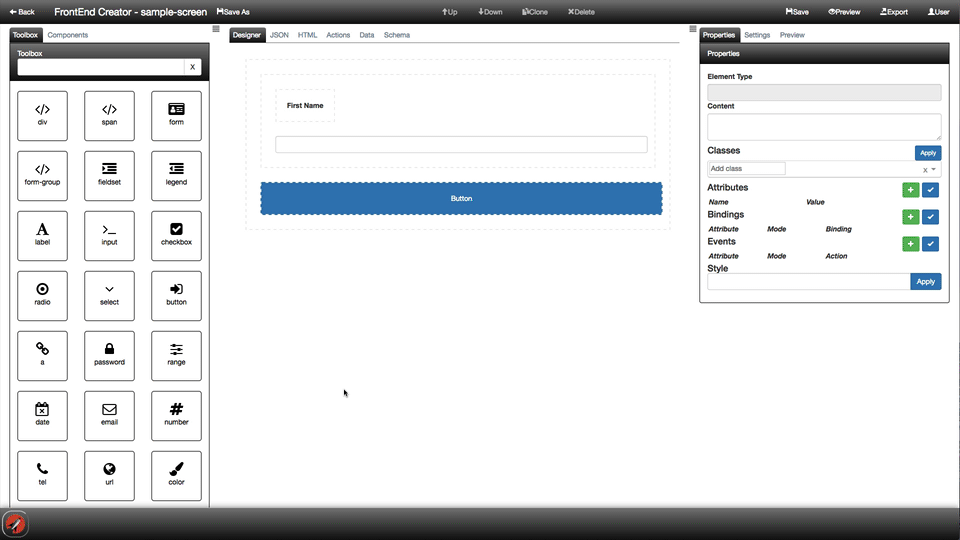 Back FrontEnd Creator - sample-screen Save As Up Down Clone Delete Save Preview Export User
Toolbox Components
Toolbox
X
div span form
form-group fieldset legend
label input checkbox
radio select button
a password range
date email number
tel url color
Designer JSON HTML Actions Data Schema
First Name
Button
Properties Settings Preview
Properties
Element Type
Content
Classes Apply
Add class x
Attributes
Name Value
Bindings
Attribute Mode Binding
Events
Attribute Mode Action
Style
Apply